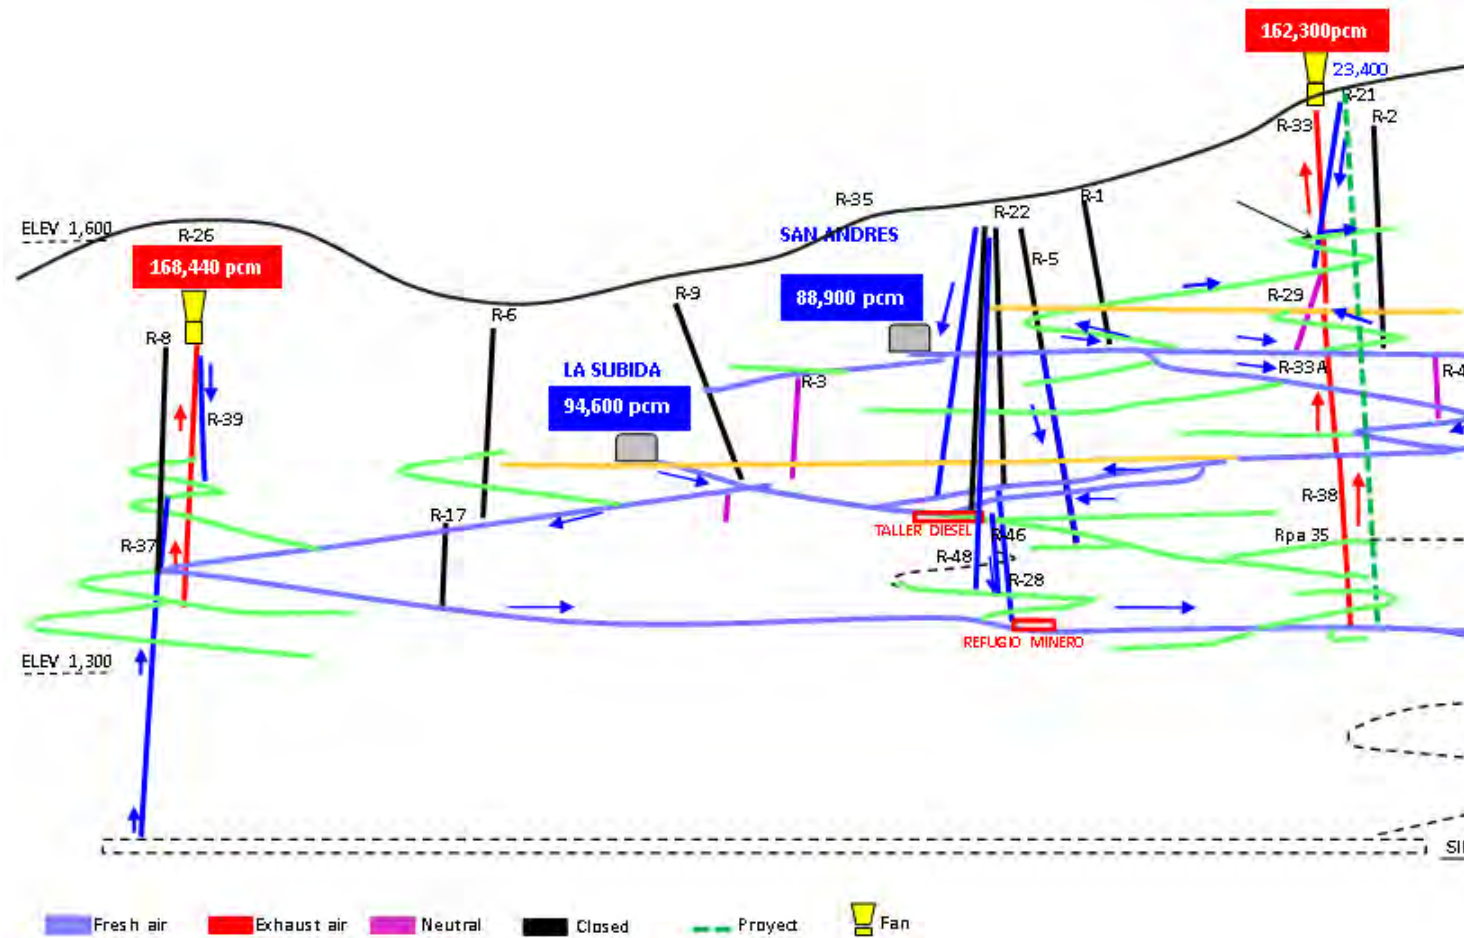 162,300pcm
23,400
R-21
R-2
R-33
R-35
R-1
R-22
ELEV 1,600
R-26
SAN ANDRES
168,440 pcm
R-5
88,900 pcm
R-9
R-29
R-6
R-8
LA SUBIDA
R-33A
R-4
R-3
94,600 pcm
R-39
R-38
R-17
TALLER DIESEL
R-46
Rpa 35
R-37
R-48
R-28
REFUGIO MINERO
ELEV 1,300
Fresh air
Exhaust air
Neutral
Closed
Proyect
Fan